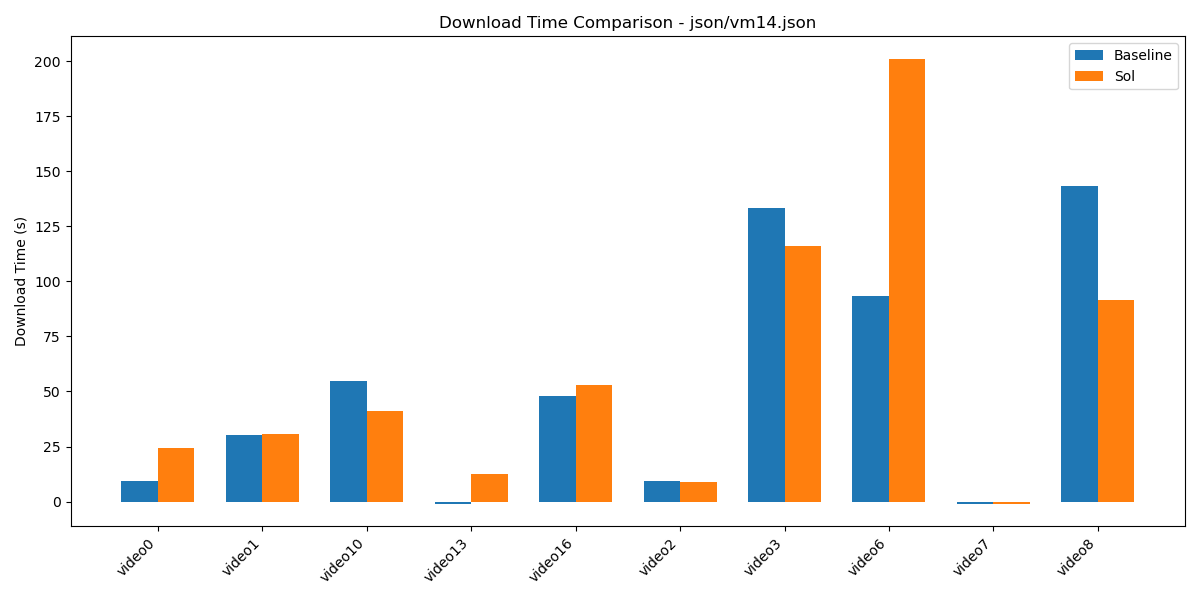 Download Time Comparison - json/vm14.json
Baseline
Sol
Download Time (s)
200
175
150
125
100
75
50
25
0
video0
video1
video10
video13
video16
video2
video3
video6
video7
video8